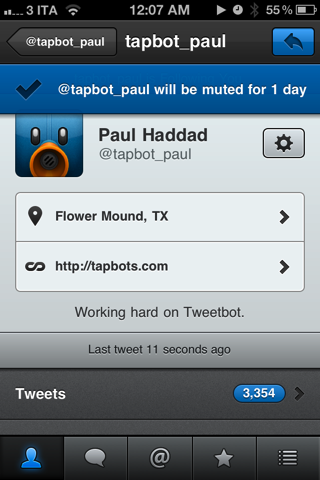 3 ITA 12:07 AM 55%
@tapbot_paul tapbot_paul
@tapbot_paul will be muted for 1 day
Paul Haddad
@tapbot_paul
Flower Mound, TX
http://tapbots.com
Working hard on Tweetbot.
Last tweet 11 seconds ago
Tweets 3,354
@